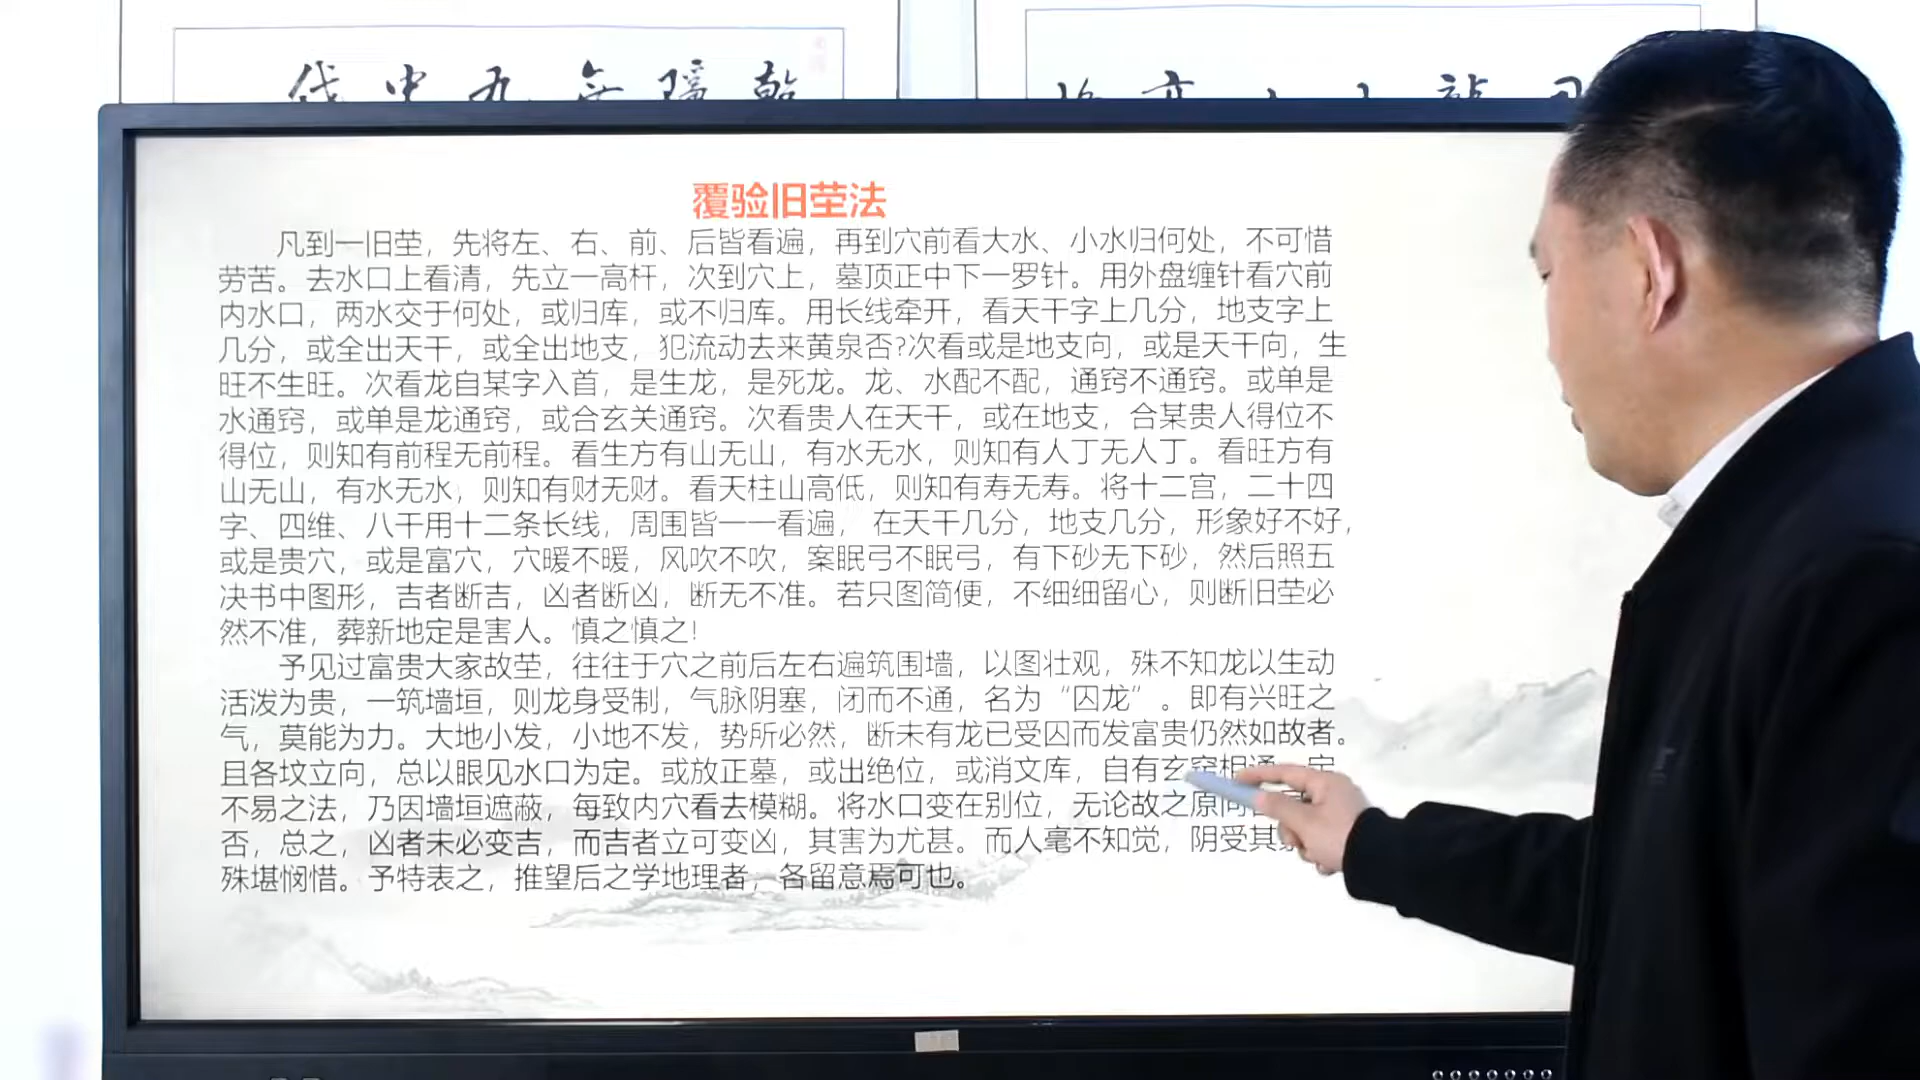 覆验旧茔法
凡到一旧茔，先将左、右、前、后皆看遍，再到穴前看大水、小水归何处，不可惜
劳苦。去水口上看清，先立一高杆，次到穴上，墓顶正中下一罗针。用外盘缠针看穴前
内水口，两水交于何处，或归库，或不归库。用长线牵开，看天干字上几分，地支字上
几分，或全出天干，或全出地支，犯流动去来黄泉否?次看或是地支向，或是天干向，生
旺不生旺。次看龙自某字入首，是生龙，是死龙。龙、水配不配，通窍不通窍。或单是
水通窍，或单是龙通窍，或合玄关通窍。次看贵人在天干，或在地支，合某贵人得位不
得位，则知有前程无前程。看生方有山无山，有水无水，则知有人丁无人丁。看旺方有
山无山，有水无水，则知有财无财。看天柱山高低，则知有寿无寿。将十二宫，二十四
字、四维、八干用十二条长线，周围皆一一看遍， 在天干几分，地支几分，形象好不好，
或是贵穴，或是富穴，穴暖不暖，风吹不吹，案眠弓不眠弓，有下砂无下砂，然后照五
决书中图形，吉者断吉，凶者断凶，断无不准。若只图简便，不细细留心，则断旧茔必
然不准，葬新地定是害人。慎之慎之!
予见过富贵大家故茔，往往于穴之前后左右遍筑围墙，以图壮观，殊不知龙以生动
活泼为贵，一筑墙垣，则龙身受制，气脉阴塞，闭而不通，名为“囚龙”。即有兴旺之
气，莫能为力。大地小发，小地不发，势所必然，断未有龙已受囚而发富贵仍然如故者。
且各坟立向，总以眼见水口为定。或放正墓，或出绝位，或消文库，自有玄窍相通一定
不易之法，乃因墙垣遮蔽，每致内穴看去模糊。将水口变在别位，无论故之原向
否，总之，凶者未必变吉，而吉者立可变凶，其害为尤甚。而人毫不知觉，阴受其
殊堪悯惜。予特表之，推望后之学地理者，各留意焉可也。